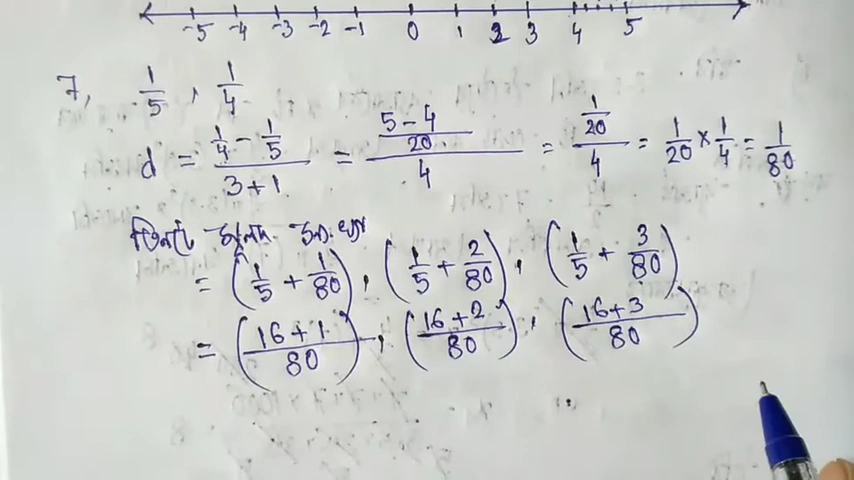 -5 -4 -3 -2 -1 0 1 2 3 4 5
7, 1/5 , 1/4
d = (1/4 - 1/5)/(3+1) = ((5-4)/20)/4 = (1/20)/4 = 1/20 × 1/4 = 1/80
তিনটি
= (1/5 + 1/80), (1/5 + 2/80), (1/5 + 3/80)
= ((16+1)/80), ((16+2)/80), ((16+3)/80)